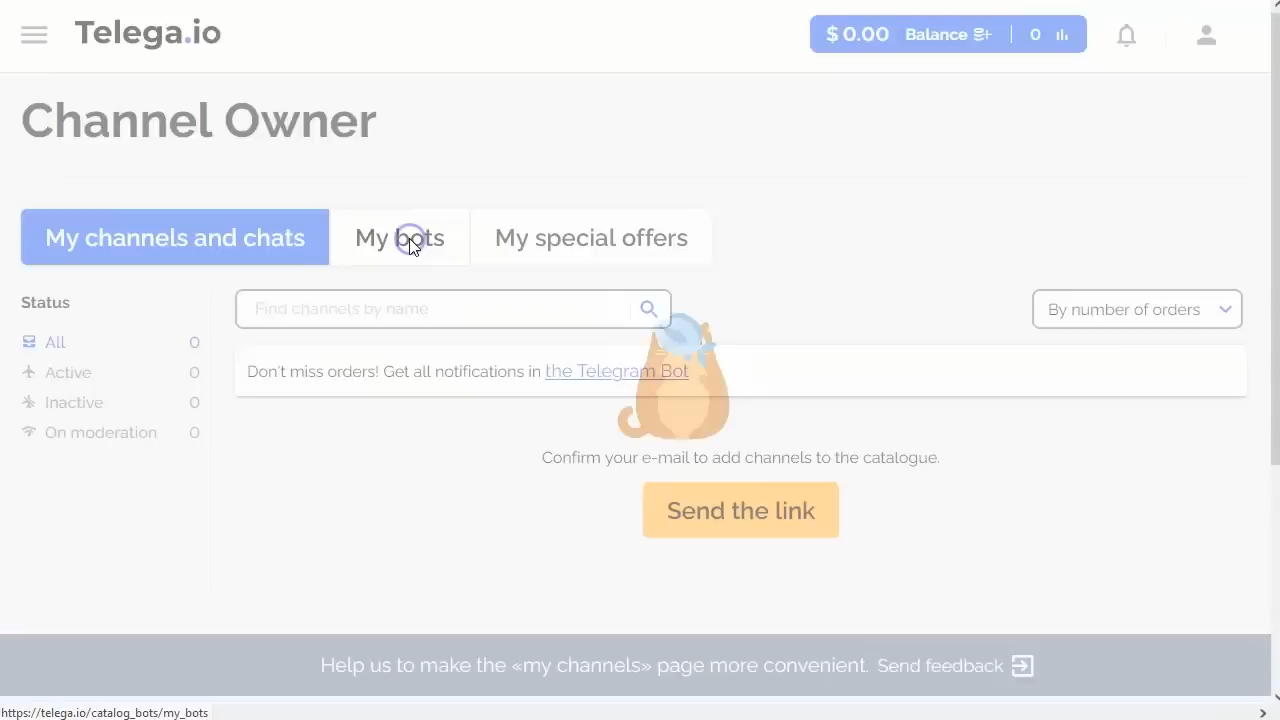 Telega.io
$ 0.00 Balance 0
Channel Owner
My channels and chats
My bots
My special offers
Status
All 0
Active 0
Inactive 0
On moderation 0
Find channels by name
By number of orders
Don't miss orders! Get all notifications in the Telegram Bot
Confirm your e-mail to add channels to the catalogue.
Send the link
Help us to make the «my channels» page more convenient. Send feedback
https://telega.io/catalog_bots/my_bots